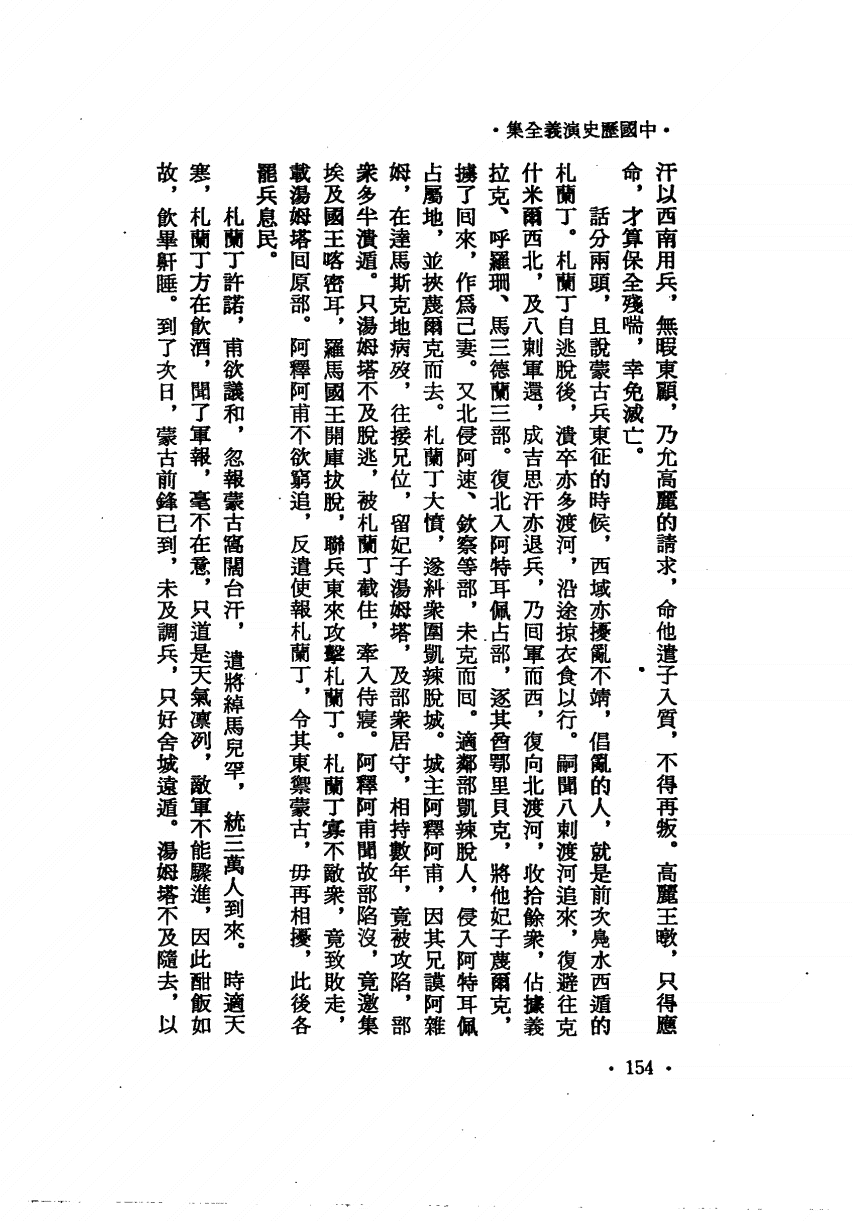 ·中國歷史演義全集·
汗以西南用兵，無暇東顧，乃允高麗的請求，命他遣子入質，不得再叛。高麗王暾，只得應
命，才算保全殘喘，幸免滅亡。
話分兩頭，且說蒙古兵東征的時候，西域亦擾亂不靖，倡亂的人，就是前次鳧水西遁的
札蘭丁。札蘭丁自逃脫後，潰卒亦多渡河，沿途掠衣食以行。嗣聞八剌渡河追來，復避往克
什米爾西北，及八剌軍還，成吉思汗亦退兵，乃回軍而西，復向北渡河，收拾餘衆，佔據義
拉克、呼羅珊、馬三德蘭三部。復北入阿特耳佩占部，逐其酋鄂里貝克，將他妃子蔑爾克，
擄了回來，作爲己妻。又北侵阿速、欽察等部，未克而回。適鄰部凱辣脫人，侵入阿特耳佩
占屬地，並挾蔑爾克而去。札蘭丁大憤，遂糾衆圍凱辣脫城。城主阿釋阿甫，因其兄謨阿雜
姆，在達馬斯克地病歿，往接兄位，留妃子湯姆塔，及部衆居守，相持數年，竟被攻陷，部
衆多半潰遁。只湯姆塔不及脫逃，被札蘭丁截住，牽入侍寢。阿釋阿甫聞故部陷沒，竟邀集
埃及國王喀密耳，羅馬國王開庫拔脫，聯兵東來攻擊札蘭丁。札蘭丁寡不敵衆，竟致敗走，
載湯姆塔回原部。阿釋阿甫不欲窮追，反遣使報札蘭丁，令其東禦蒙古，毋再相擾，此後各
罷兵息民。
札蘭丁許諾，甫欲議和，忽報蒙古窩闊台汗，遣將綽馬兒罕，統三萬人到來。時適天
寒，札蘭丁方在飲酒，聞了軍報，毫不在意，只道是天氣凛冽，敵軍不能驟進，因此酣飯如
故，飲畢鼾睡。到了次日，蒙古前鋒已到，未及調兵，只好舍城遠遁。湯姆塔不及隨去，以
·154·